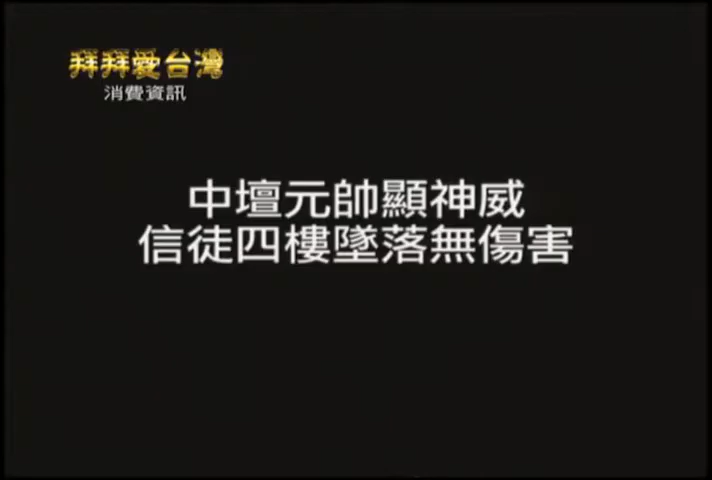 拜拜愛台灣
消費資訊
中壇元帥顯神威
信徒四樓墜落無傷害